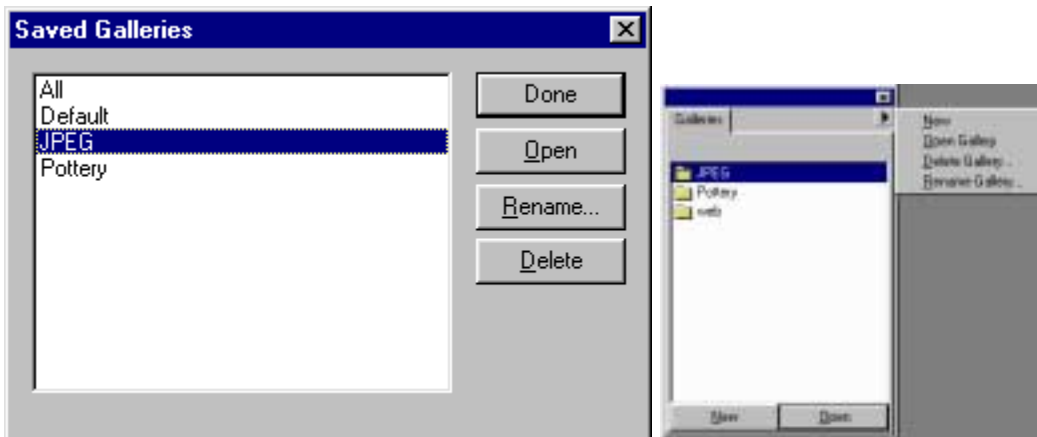 Saved Galleries
All
Default
JPEG
Pottery
Done
Open
Rename...
Delete
Galleries
JPEG
Pottery
web
New
Open
New
Open Gallery
Delete Gallery...
Rename Gallery...